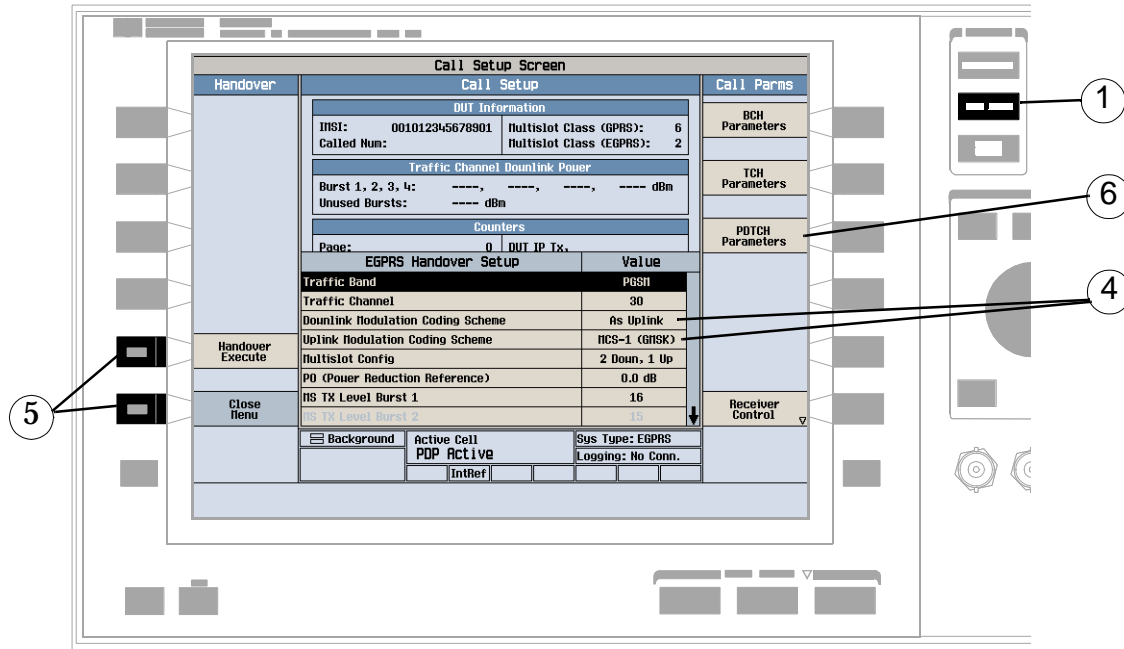 Call Setup Screen
Handover
Call Setup
Call Parms
DUT Information
IMSI: 001012345678901
Multislot Class (GPRS): 6
Called Num:
Multislot Class (EGPRS): 2
Traffic Channel Downlink Power
Burst 1, 2, 3, 4: ----, ----, ----, ---- dBm
Unused Bursts: ---- dBm
Counters
Page: 0
DUT IP Tx,
EGPRS Handover Setup
Value
Traffic Band
PGSM
Traffic Channel
30
Downlink Modulation Coding Scheme
As Uplink
Uplink Modulation Coding Scheme
MCS-1 (GMSK)
Multislot Config
2 Down, 1 Up
P0 (Power Reduction Reference)
0.0 dB
MS TX Level Burst 1
16
MS TX Level Burst 2
15
Handover
Execute
Close
Menu
BCH
Parameters
TCH
Parameters
PDTCH
Parameters
Receiver
Control
Background
Active Cell
PDP Active
Sys Type: EGPRS
Logging: No Conn.
IntRef
1
6
4
5